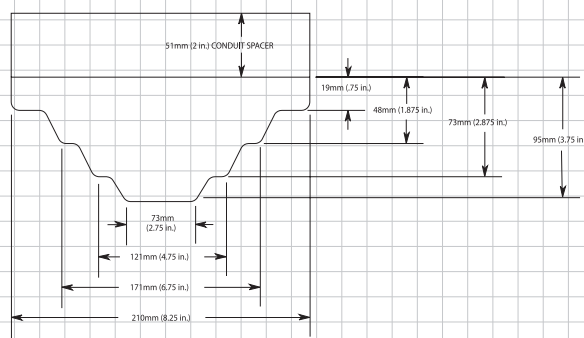 51mm (2 in.) CONDUIT SPACER
19mm (.75 in.)
48mm (1.875 in.)
73mm (2.875 in.)
95mm (3.75 in
73mm
(2.75 in.)
121mm (4.75 in.)
171mm (6.75 in.)
210mm (8.25 in.)